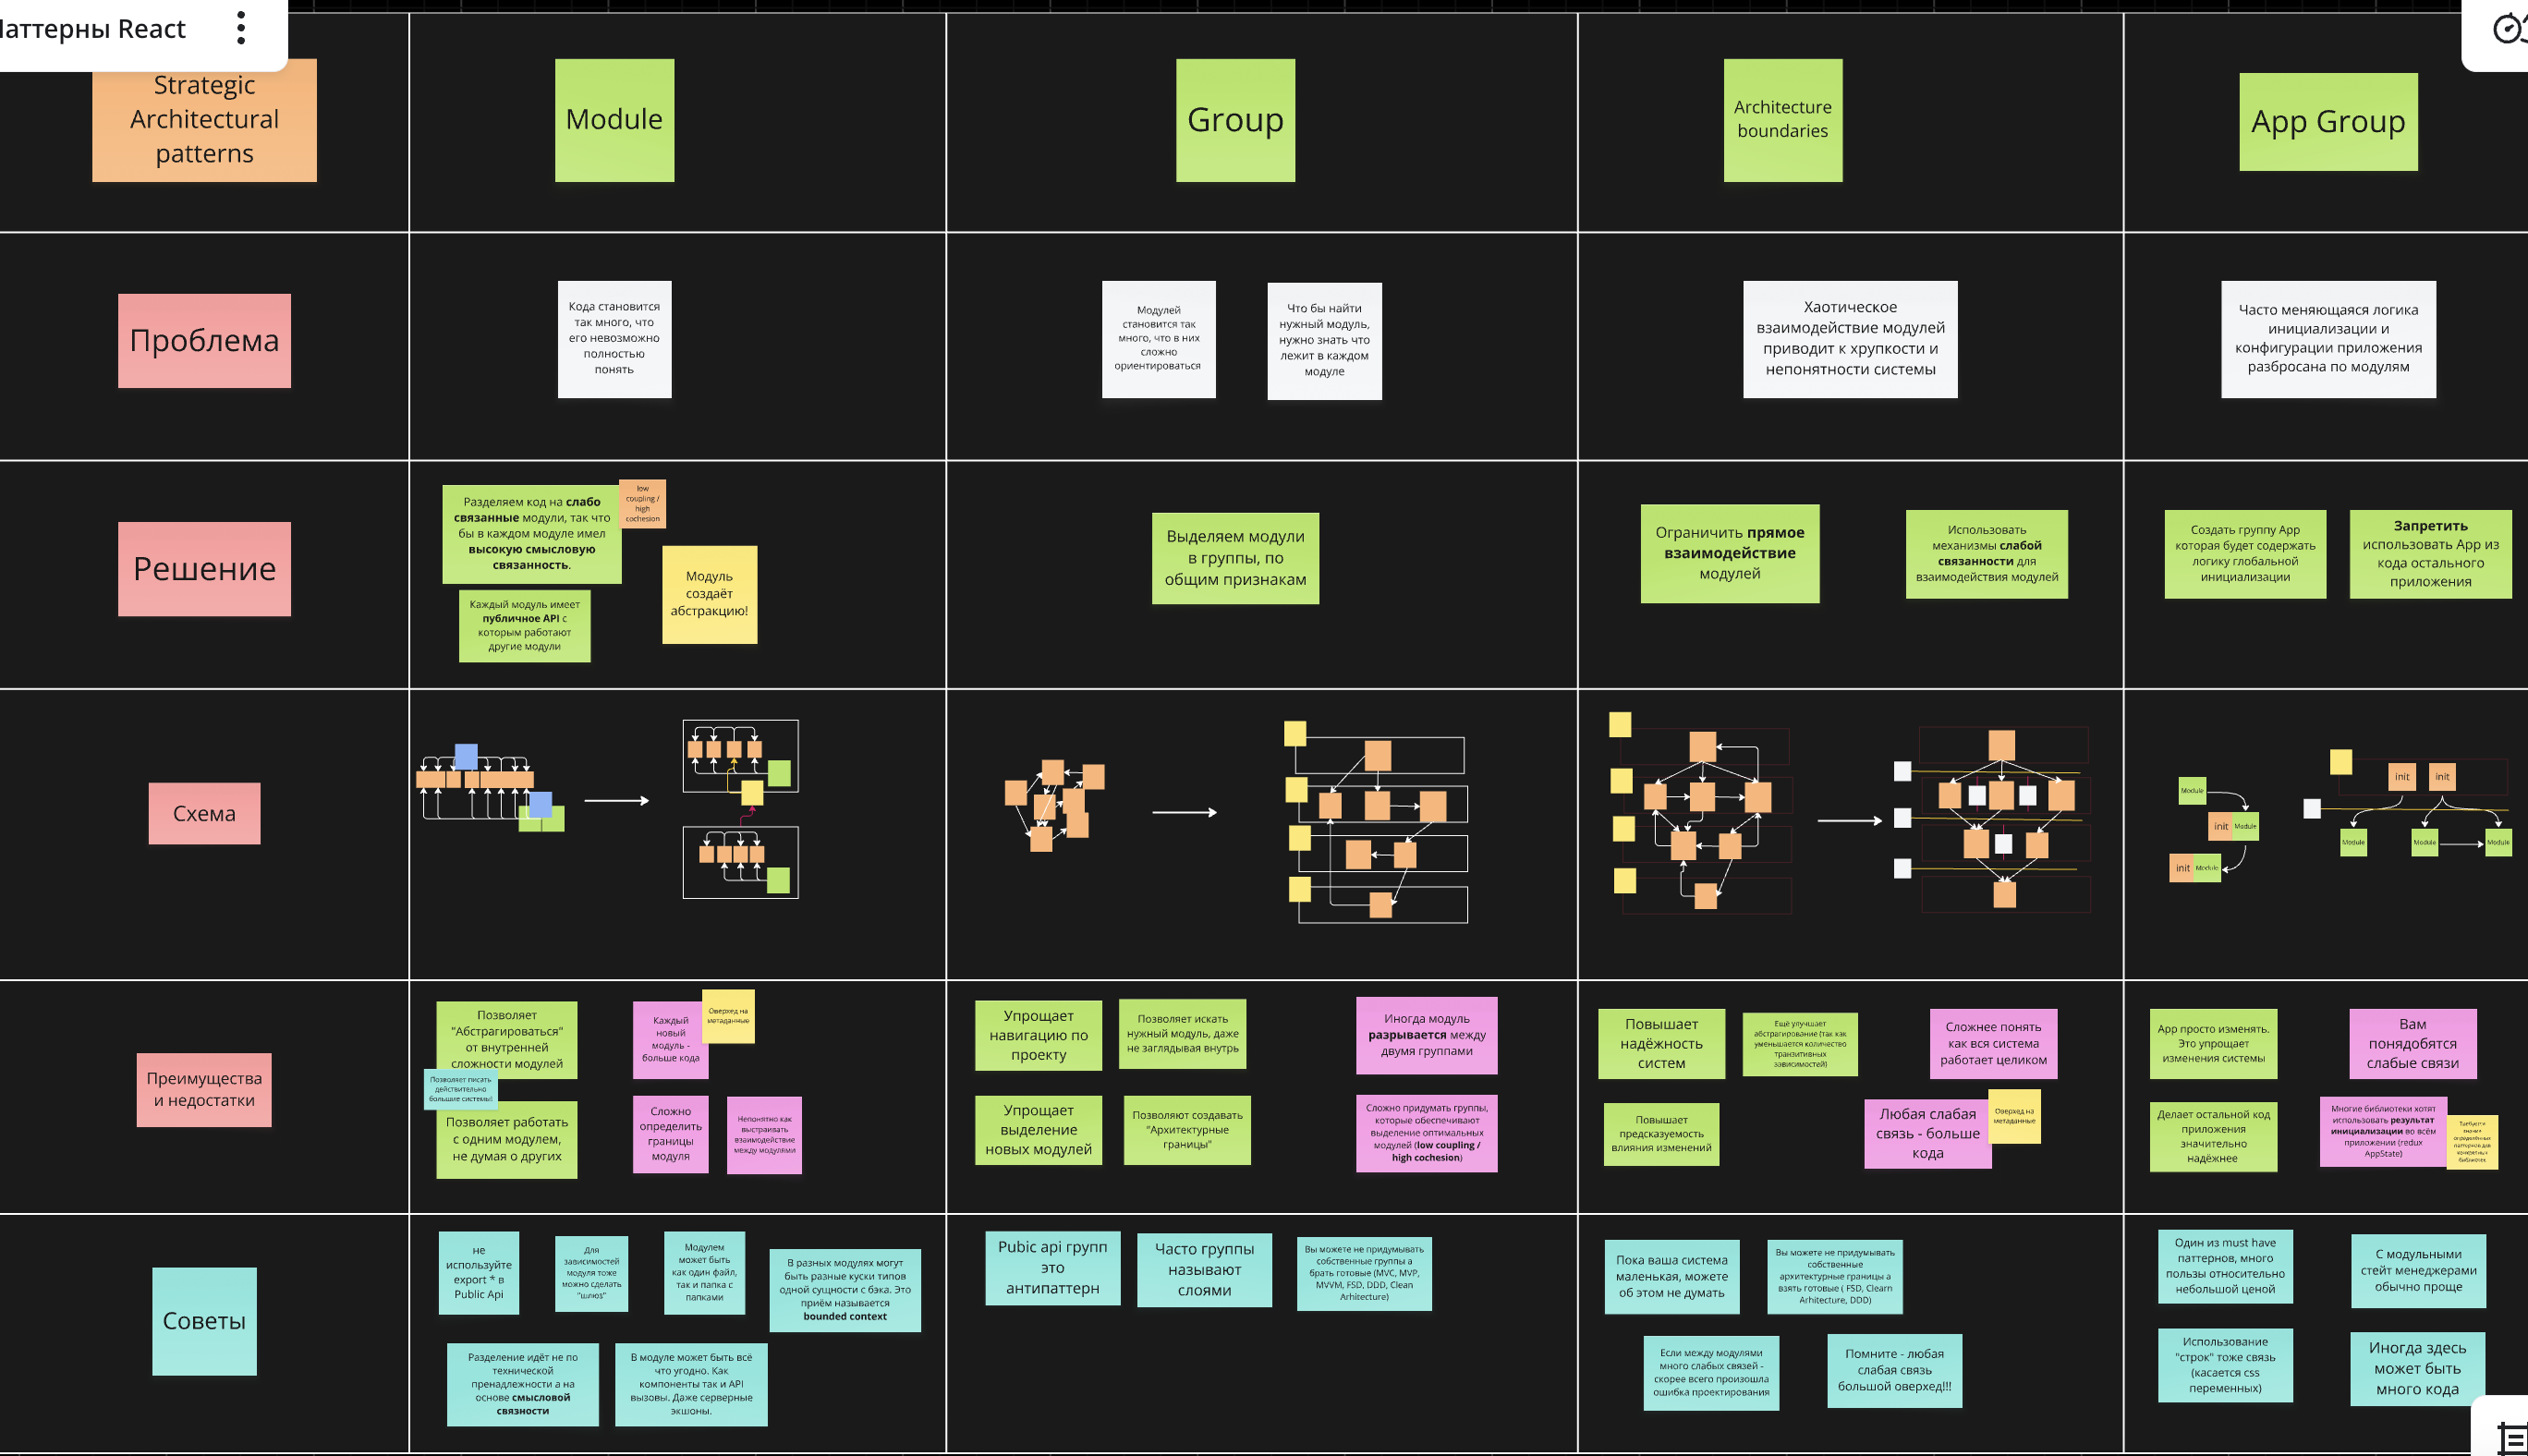 Паттерны React
Strategic
Architectural
patterns
Module
Group
Architecture
boundaries
App Group
Проблема
Кода становится
так много, что
его невозможно
полностью
понять
Модулей
становится так
много, что в них
сложно
ориентироваться
Что бы найти
нужный модуль,
нужно знать что
лежит в каждом
модуле
Хаотическое
взаимодействие модулей
приводит к хрупкости и
непонятности системы
Часто меняющаяся логика
инициализации и
конфигурации приложения
разбросана по модулям
Решение
Разделяем код на слабо
связанные модули, так что
бы в каждом модуле имел
высокую смысловую
связанность.
low
coupling /
high
cochesion
Каждый модуль имеет
публичное API с
которым работают
другие модули
Модуль
создаёт
абстракцию!
Выделяем модули
в группы, по
общим признакам
Ограничить прямое
взаимодействие
модулей
Использовать
механизмы слабой
связанности для
взаимодействия модулей
Создать группу App
которая будет содержать
логику глобальной
инициализации
Запретить
использовать App из
кода остального
приложения
Схема
Module
init Module
init Module
init
init
Module
Module
Module
Преимущества
и недостатки
Позволяет
"Абстрагироваться"
от внутренней
сложности модулей
Позволяет писать
действительно
большие системы!
Позволяет работать
с одним модулем,
не думая о других
Каждый
новый
модуль -
больше кода
Оверхед на
метаданные
Сложно
определить
границы
модуля
Непонятно как
выстраивать
взаимодействие
между модулями
Упрощает
навигацию по
проекту
Позволяет искать
нужный модуль, даже
не заглядывая внутрь
Упрощает
выделение
новых модулей
Позволяют создавать
"Архитектурные
границы"
Иногда модуль
разрывается между
двумя группами
Сложно придумать группы,
которые обеспечивают
выделение оптимальных
модулей (low coupling /
high cochesion)
Повышает
надёжность
систем
Ещё улучшает
абстрагирование (так как
уменьшается количество
транзитивных
зависимостей)
Сложнее понять
как вся система
работает целиком
Повышает
предсказуемость
влияния изменений
Любая слабая
связь - больше
кода
Оверхед на
метаданные
App просто изменять.
Это упрощает
изменения системы
Вам
понядобятся
слабые связи
Делает остальной код
приложения
значительно
надёжнее
Многие библиотеки хотят
использовать результат
инициализации во всём
приложении (redux
AppState)
Советы
не
используйте
export * в
Public Api
Для
зависимостей
модуля тоже
можно сделать
"шлюз"
Модулем
может быть
как один файл,
так и папка с
папками
В разных модулях могут
быть разные куски типов
одной сущности с бэка. Это
приём называется
bounded context
Разделение идёт не по
технической
пренадлежности а на
основе смысловой
связности
В модуле может быть всё
что угодно. Как
компоненты так и API
вызовы. Даже серверные
экшоны.
Pubic api групп
это
антипаттерн
Часто группы
называют
слоями
Вы можете не придумывать
собственные группы а
брать готовые (MVC, MVP,
MVVM, FSD, DDD, Clean
Arhitecture)
Пока ваша система
маленькая, можете
об этом не думать
Вы можете не придумывать
собственные
архитектурные границы а
взять готовые ( FSD, Clearn
Arhitecture, DDD)
Если между модулями
много слабых связей -
скорее всего произошла
ошибка проектирования
Помните - любая
слабая связь
большой оверхед!!!
Один из must have
паттернов, много
пользы относительно
небольшой ценой
С модульными
стейт менеджерами
обычно проще
Использование
"строк" тоже связь
(касается css
переменных)
Иногда здесь
может быть
много кода